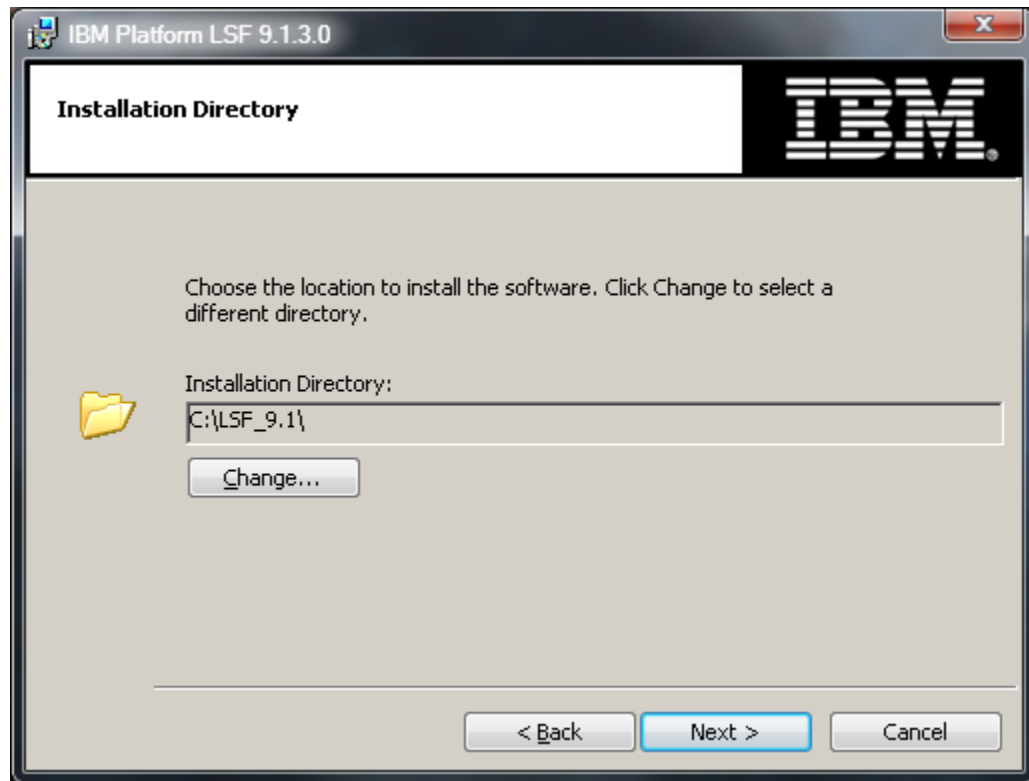 IBM Platform LSF 9.1.3.0
Installation Directory
IBM®
Choose the location to install the software. Click Change to select a
different directory.
Installation Directory:
C:\LSF_9.1\
Change...
< Back
Next >
Cancel